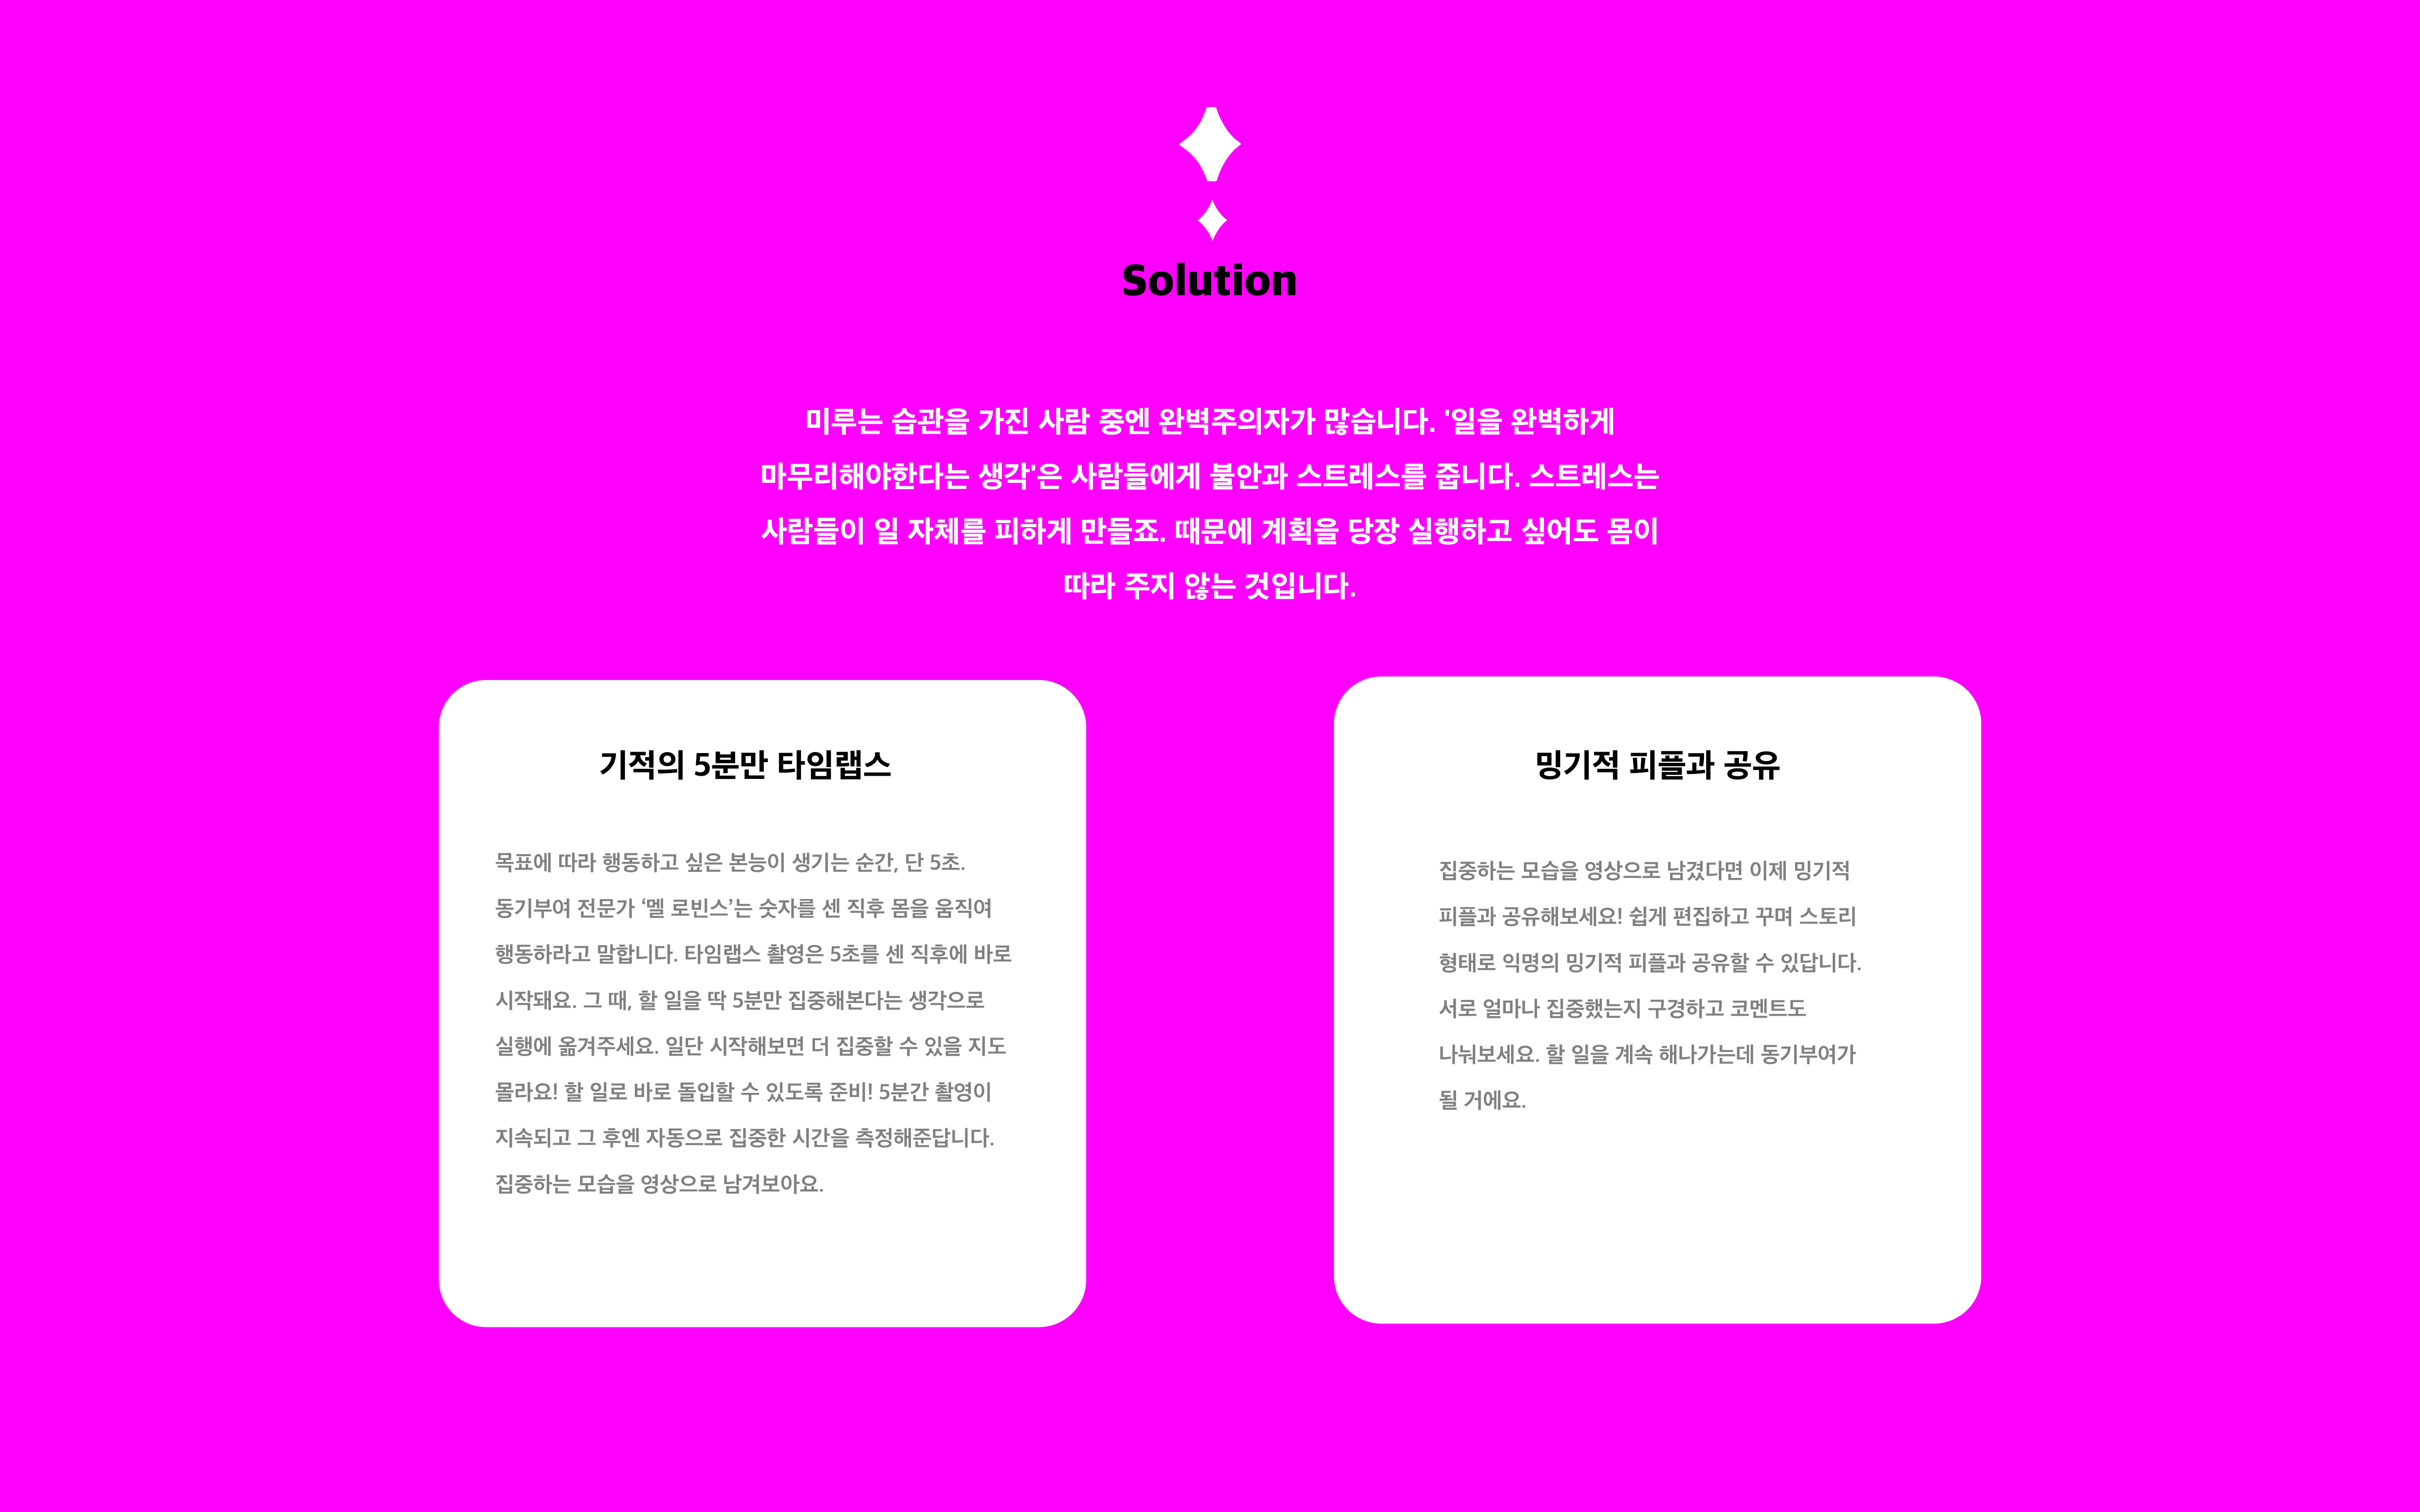 Solution
미루는 습관을 가진 사람 중엔 완벽주의자가 많습니다. '일을 완벽하게
마무리해야한다는 생각'은 사람들에게 불안과 스트레스를 줍니다. 스트레스는
사람들이 일 자체를 피하게 만들죠. 때문에 계획을 당장 실행하고 싶어도 몸이
따라 주지 않는 것입니다.
기적의 5분만 타임랩스
목표에 따라 행동하고 싶은 본능이 생기는 순간, 단 5초.
동기부여 전문가 ‘멜 로빈스’는 숫자를 센 직후 몸을 움직여
행동하라고 말합니다. 타임랩스 촬영은 5초를 센 직후에 바로
시작돼요. 그 때, 할 일을 딱 5분만 집중해본다는 생각으로
실행에 옮겨주세요. 일단 시작해보면 더 집중할 수 있을 지도
몰라요! 할 일로 바로 돌입할 수 있도록 준비! 5분간 촬영이
지속되고 그 후엔 자동으로 집중한 시간을 측정해준답니다.
집중하는 모습을 영상으로 남겨보아요.
밍기적 피플과 공유
집중하는 모습을 영상으로 남겼다면 이제 밍기적
피플과 공유해보세요! 쉽게 편집하고 꾸며 스토리
형태로 익명의 밍기적 피플과 공유할 수 있답니다.
서로 얼마나 집중했는지 구경하고 코멘트도
나눠보세요. 할 일을 계속 해나가는데 동기부여가
될 거에요.